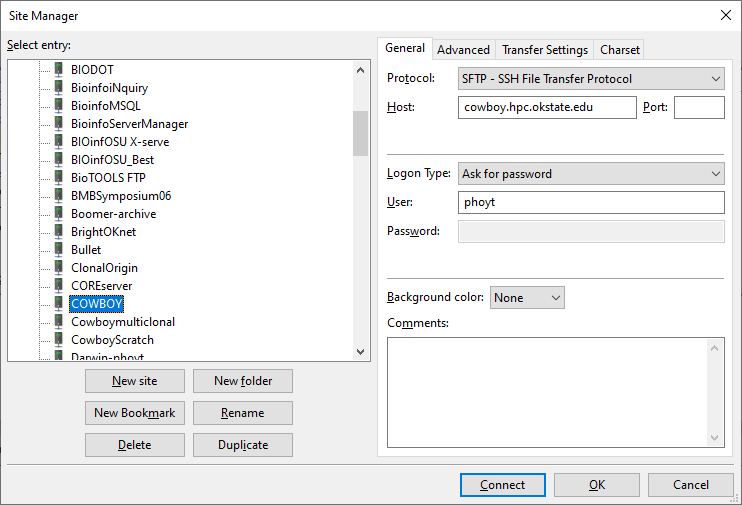 Site Manager
Select entry:
BIODOT
BioinfoiNquiry
BioinfoMSQL
BioinfoServerManager
BIOinfOSU X-serve
BIOinfOSU_Best
BioTOOLS FTP
BMBSymposium06
Boomer-archive
BrightOKnet
Bullet
ClonalOrigin
COREserver
COWBOY
Cowboymulticlonal
CowboyScratch
Darwin-phoyt
New site
New folder
New Bookmark
Rename
Delete
Duplicate
General
Advanced
Transfer Settings
Charset
Protocol:
SFTP - SSH File Transfer Protocol
Host:
cowboy.hpc.okstate.edu
Port:
Logon Type:
Ask for password
User:
phoyt
Password:
Background color:
None
Comments:
Connect
OK
Cancel